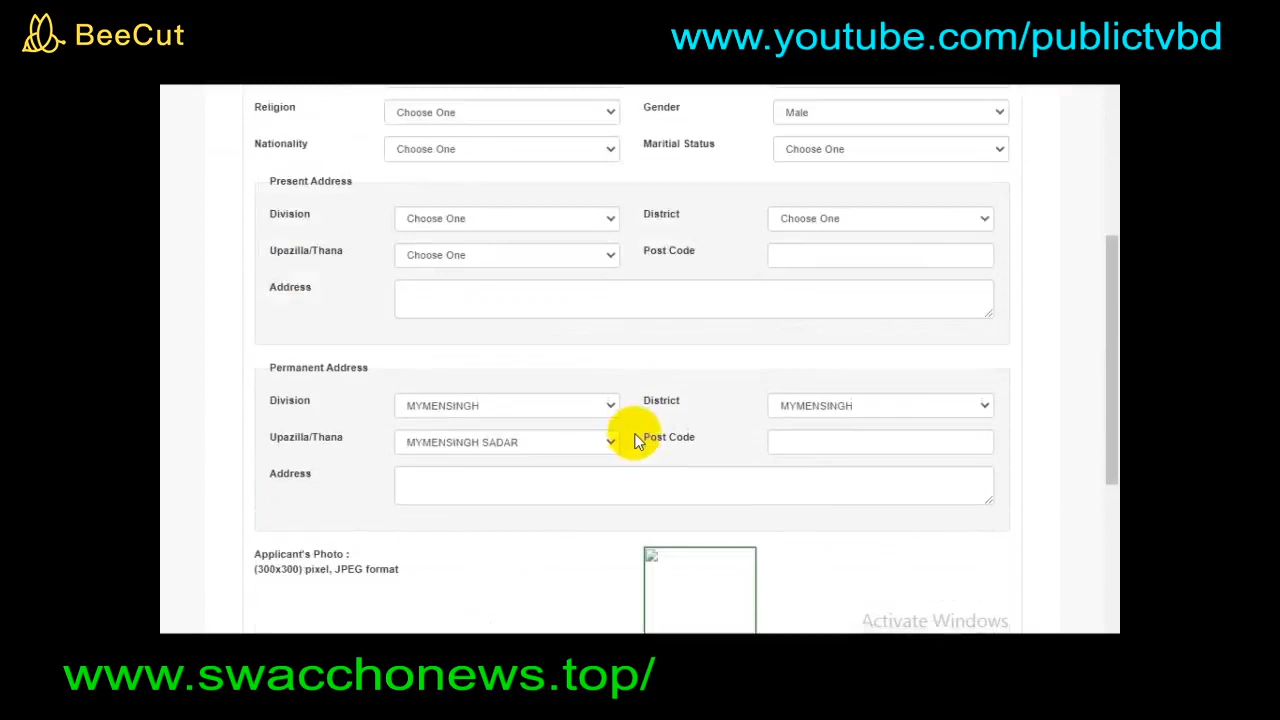 BeeCut
www.youtube.com/publictvbd
Religion Choose One Gender Male
Nationality Choose One Maritial Status Choose One
Present Address
Division Choose One District Choose One
Upazilla/Thana Choose One Post Code
Address
Permanent Address
Division MYMENSINGH District MYMENSINGH
Upazilla/Thana MYMENSINGH SADAR Post Code
Address
Applicant's Photo :
(300x300) pixel, JPEG format
Activate Windows
www.swacchonews.top/